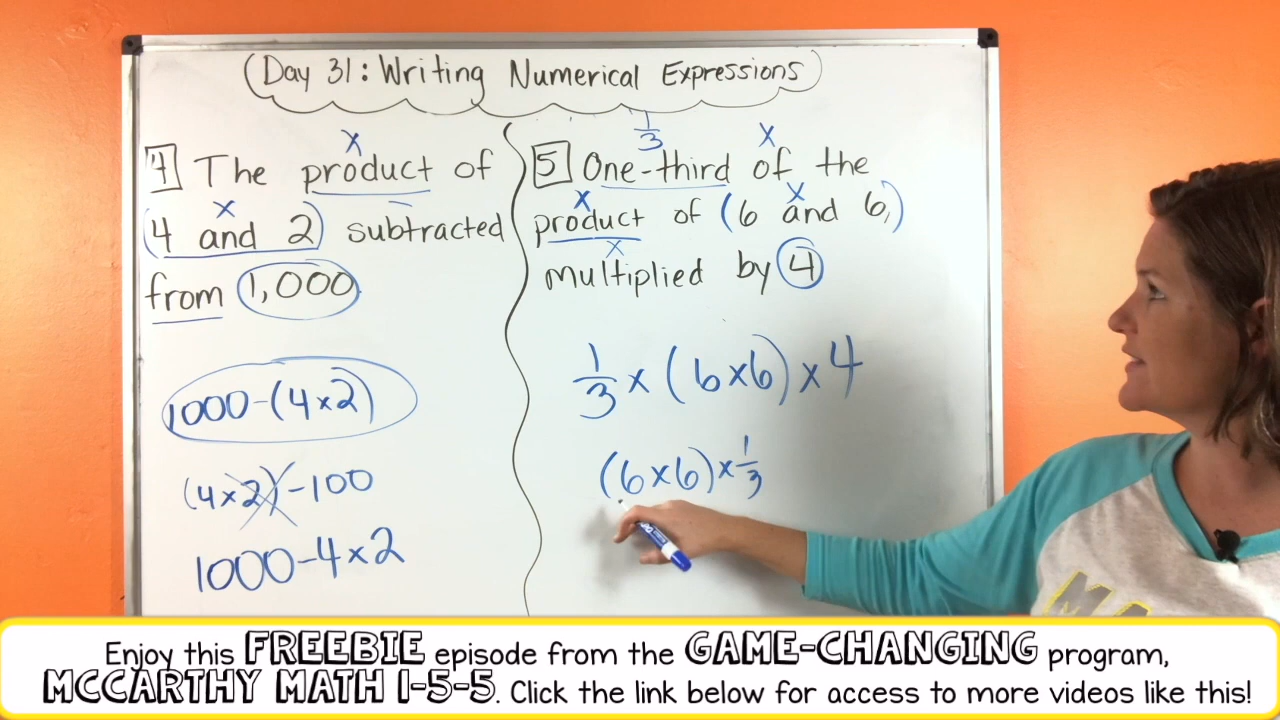 Day 31: Writing Numerical Expressions
x
4 The product of
x
(4 and 2) subtracted
from 1,000
1000-(4x2)
(4x2)-100
1000-4x2
1/3 x
5 One-third of the
x x
product of (6 and 6,)
x
multiplied by 4
1/3 x (6x6) x 4
(6x6) x 1/3
Enjoy this FREEBIE episode from the GAME-CHANGING program,
MCCARTHY MATH 1-5-5. Click the link below for access to more videos like this!